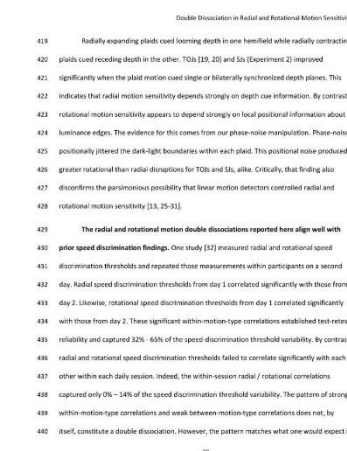 Double Dissociation in Radial and Rotational Motion Sensitivi
419 Radially expanding plaids cued looming depth in one hemifield while radially contractin
420 plaids cued receding depth in the other. TOJs [19, 20] and SJs (Experiment 2) improved
421 significantly when the plaid motion cued single or bilaterally synchronized depth planes. This
422 indicates that radial motion sensitivity depends strongly on depth cue information. By contrast
423 rotational motion sensitivity appears to depend strongly on local positional information about
424 luminance edges. The evidence for this comes from our phase-noise manipulation. Phase-noise
425 positionally jittered the dark-light boundaries within each plaid. This positional noise produced
426 greater rotational than radial disruptions for TOJs and SJs, alike. Critically, that finding also
427 disconfirms the parsimonious possibility that linear motion detectors controlled radial and
428 rotational motion sensitivity [13, 25-31].
429 The radial and rotational motion double dissociations reported here align well with
430 prior speed discrimination findings. One study [32] measured radial and rotational speed
431 discrimination thresholds and repeated those measurements within participants on a second
432 day. Radial speed discrimination thresholds from day 1 correlated significantly with those from
433 day 2. Likewise, rotational speed discrimination thresholds from day 1 correlated significantly
434 with those from day 2. These significant within-motion-type correlations established test-retes
435 reliability and captured 32% - 65% of the speed-discrimination threshold variability. By contras
436 radial and rotational speed discrimination thresholds failed to correlate significantly with each
437 other within each daily session. Indeed, the within-session radial / rotational correlations
438 captured only 0% – 14% of the speed discrimination threshold variability. The pattern of strong
439 within-motion-type correlations and weak between-motion-type correlations does not, by
440 itself, constitute a double dissociation. However, the pattern matches what one would expect i